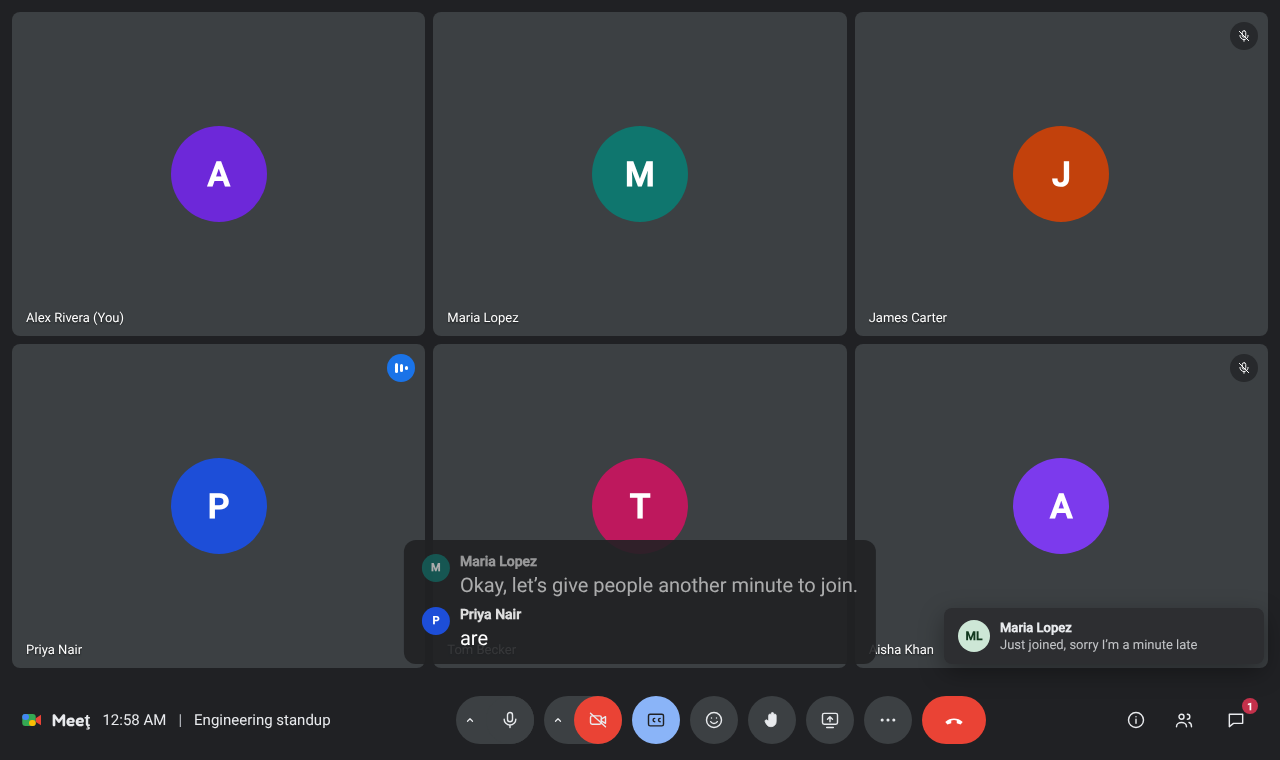 A
M
J
Alex Rivera (You)
Maria Lopez
James Carter
P
T
A
Priya Nair
Tom Becker
Aisha Khan
M
Maria Lopez
Okay, let's give people another minute to join.
P
Priya Nair
are
ML
Maria Lopez
Just joined, sorry I'm a minute late
Meet 12:58 AM | Engineering standup
CC
1